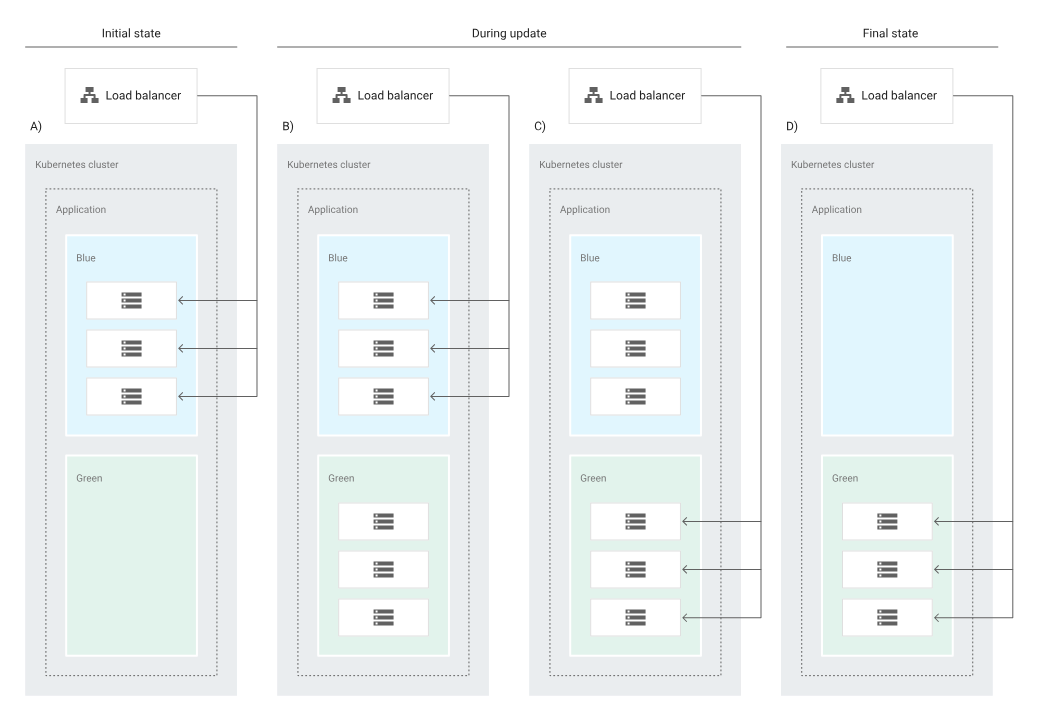 Initial state
During update
Final state
Load balancer
Load balancer
Load balancer
Load balancer
A)
B)
C)
D)
Kubernetes cluster
Kubernetes cluster
Kubernetes cluster
Kubernetes cluster
Application
Application
Application
Application
Blue
Blue
Blue
Blue
Green
Green
Green
Green